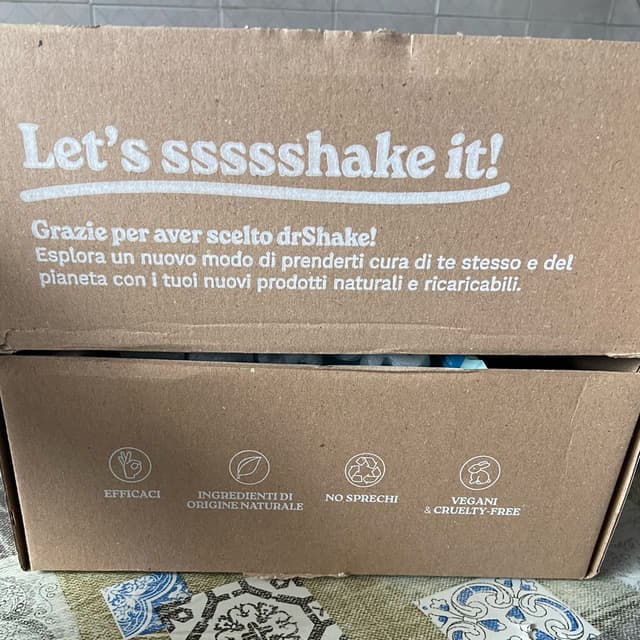 Let's sssssshake it!
Grazie per aver scelto drShake!
Esplora un nuovo modo di prenderti cura di te stesso e del
pianeta con i tuoi nuovi prodotti naturali e ricaricabili.
EFFICACI
INGREDIENTI DI
ORIGINE NATURALE
NO SPRECHI
VEGANI
& CRUELTY-FREE